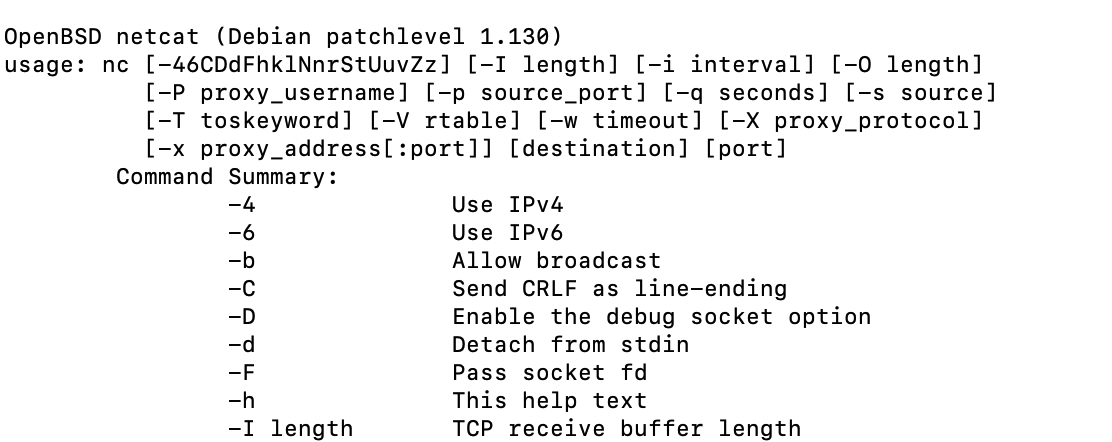 OpenBSD netcat (Debian patchlevel 1.130)
usage: nc [-46CDdFhklNnrStUuvZz] [-I length] [-i interval] [-O length]
          [-P proxy_username] [-p source_port] [-q seconds] [-s source]
          [-T toskeyword] [-V rtable] [-w timeout] [-X proxy_protocol]
          [-x proxy_address[:port]] [destination] [port]
        Command Summary:
                -4              Use IPv4
                -6              Use IPv6
                -b              Allow broadcast
                -C              Send CRLF as line-ending
                -D              Enable the debug socket option
                -d              Detach from stdin
                -F              Pass socket fd
                -h              This help text
                -I length       TCP receive buffer length